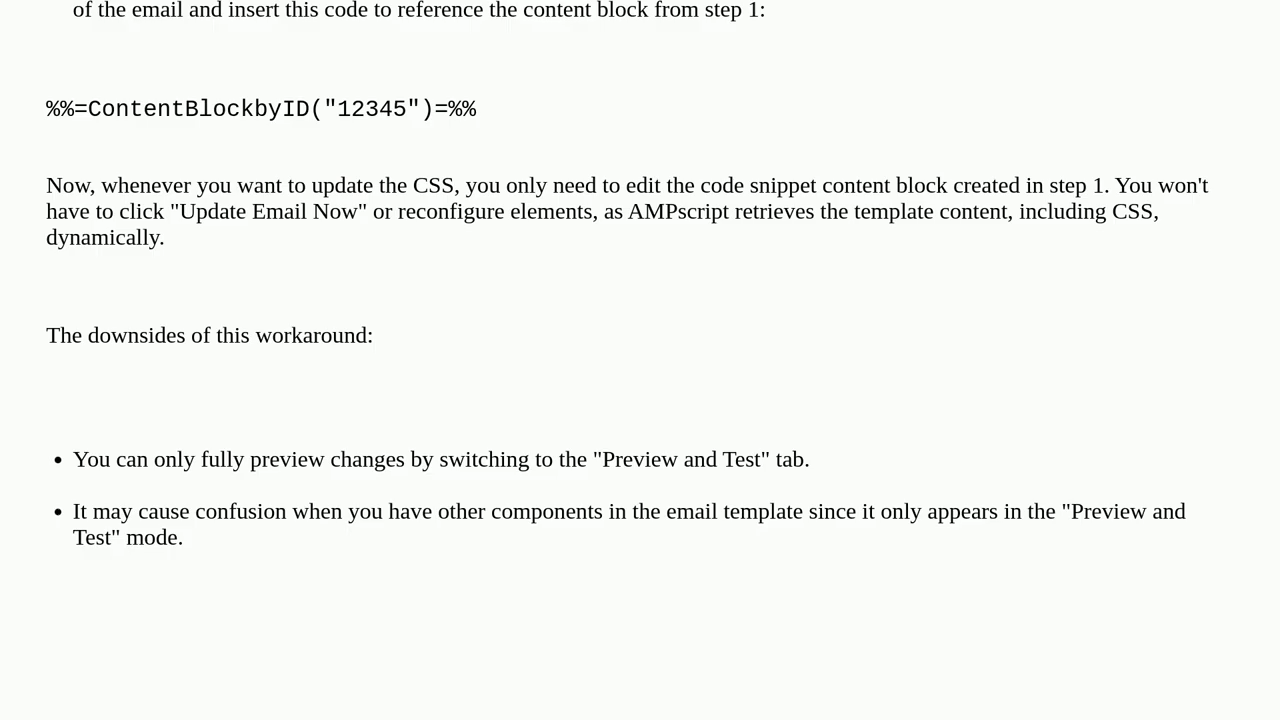 of the email and insert this code to reference the content block from step 1:
%%=ContentBlockbyID("12345")=%%
Now, whenever you want to update the CSS, you only need to edit the code snippet content block created in step 1. You won't
have to click "Update Email Now" or reconfigure elements, as AMPscript retrieves the template content, including CSS,
dynamically.
The downsides of this workaround:
• You can only fully preview changes by switching to the "Preview and Test" tab.
• It may cause confusion when you have other components in the email template since it only appears in the "Preview and
Test" mode.